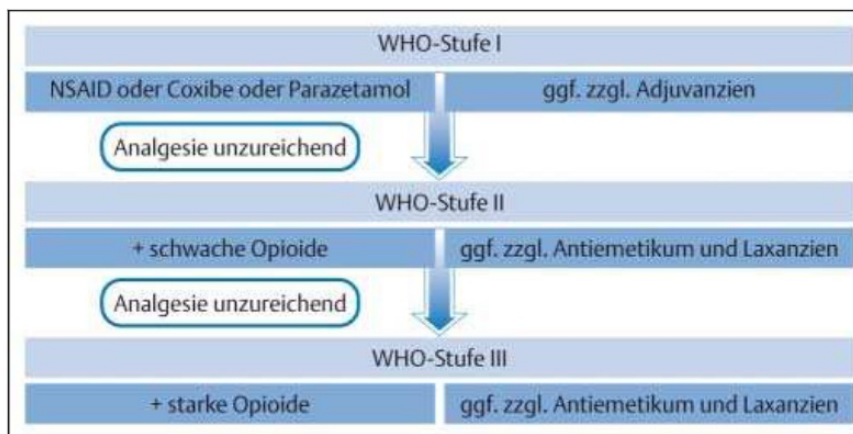 WHO-Stufe I
NSAID oder Coxibe oder Parazetamol
ggf. zzgl. Adjuvanzien
Analgesie unzureichend
WHO-Stufe II
+ schwache Opioide
ggf. zzgl. Antiemetikum und Laxanzien
Analgesie unzureichend
WHO-Stufe III
+ starke Opioide
ggf. zzgl. Antiemetikum und Laxanzien